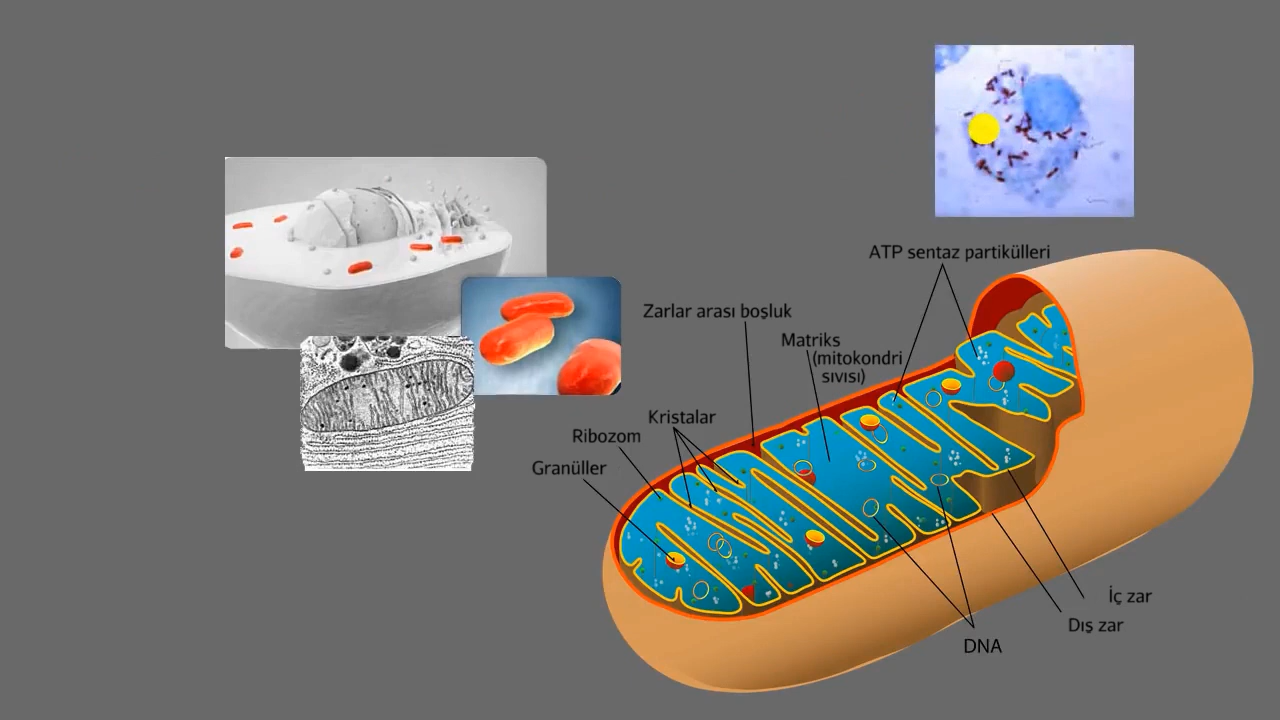 ATP sentaz partikülleri
Zarlar arası boşluk
Matriks
(mitokondri
sıvısı)
Kristalar
Ribozom
Granüller
İç zar
Dış zar
DNA